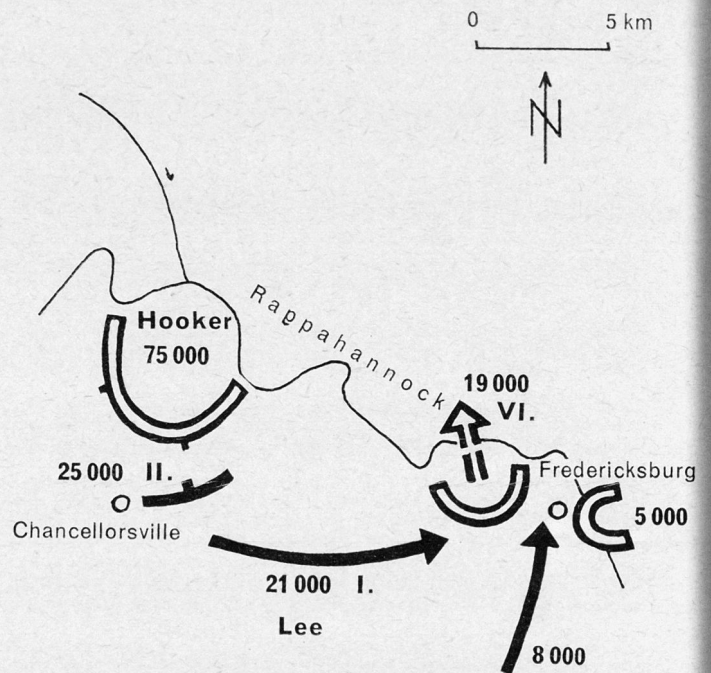 0 5 km
N
Rappahannock
Hooker
75 000
19 000
VI.
25 000 II.
Fredericksburg
Chancellorsville
5 000
21 000 I.
Lee
8 000